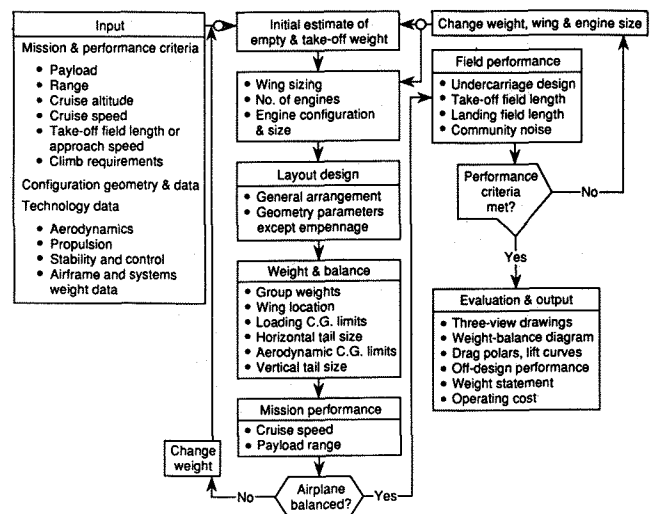 Input
Mission & performance criteria
• Payload
• Range
• Cruise altitude
• Cruise speed
• Take-off field length or
approach speed
• Climb requirements
Configuration geometry & data
Technology data
• Aerodynamics
• Propulsion
• Stability and control
• Airframe and systems
weight data
Initial estimate of
empty & take-off weight
• Wing sizing
• No. of engines
• Engine configuration
& size
Layout design
• General arrangement
• Geometry parameters
except empennage
Weight & balance
• Group weights
• Wing location
• Loading C.G. limits
• Horizontal tail size
• Aerodynamic C.G. limits
• Vertical tail size
Mission performance
• Cruise speed
• Payload range
Airplane
balanced?
No
Yes
Change
weight
Change weight, wing & engine size
Field performance
• Undercarriage design
• Take-off field length
• Landing field length
• Community noise
Performance
criteria
met?
No
Yes
Evaluation & output
• Three-view drawings
• Weight-balance diagram
• Drag polars, lift curves
• Off-design performance
• Weight statement
• Operating cost